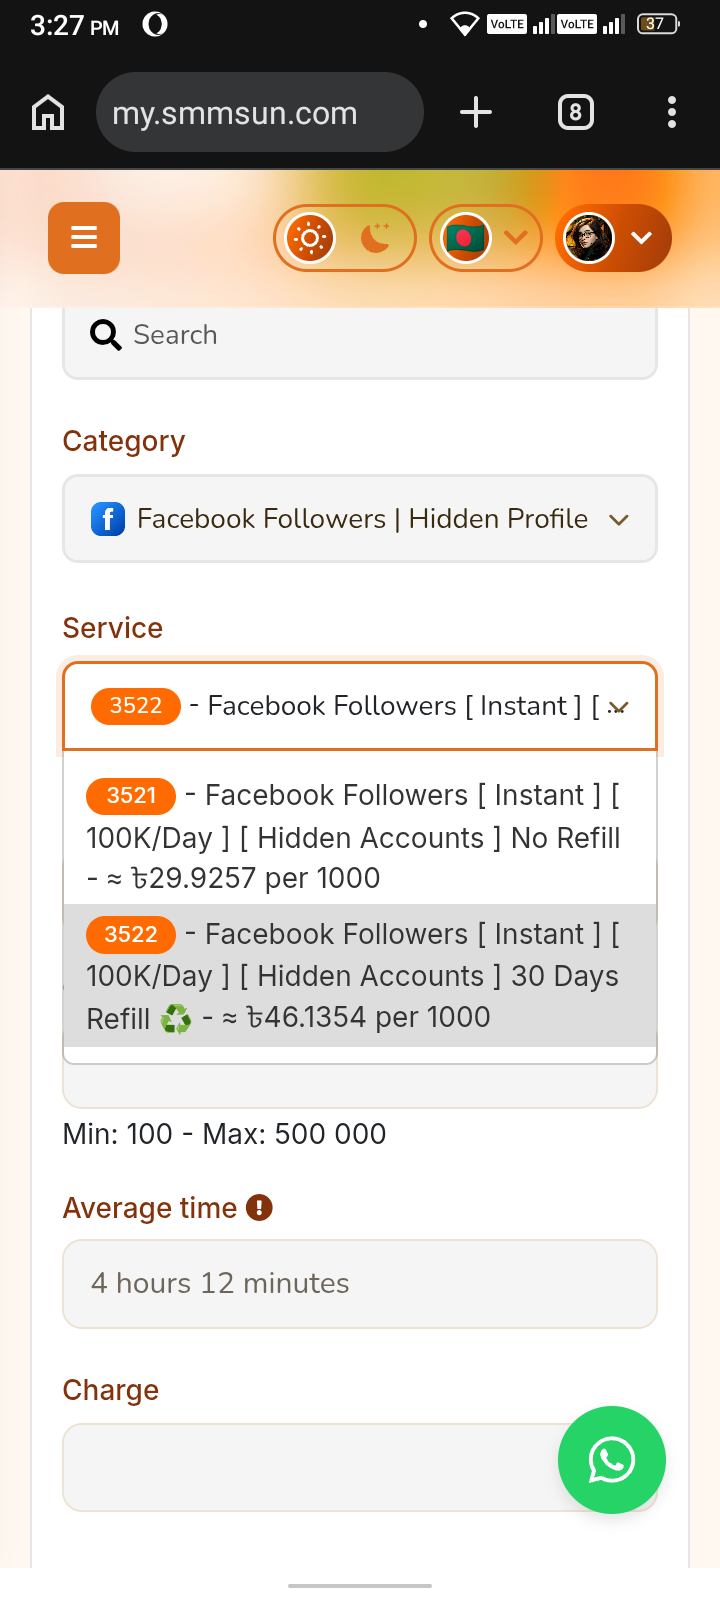 3:27 PM VoLTE VoLTE 37
my.smmsun.com 8
Search
Category
Facebook Followers | Hidden Profile
Service
3522 - Facebook Followers [ Instant ] [ ...
3521 - Facebook Followers [ Instant ] [
100K/Day ] [ Hidden Accounts ] No Refill
- ≈ ৳29.9257 per 1000
3522 - Facebook Followers [ Instant ] [
100K/Day ] [ Hidden Accounts ] 30 Days
Refill ♻️ - ≈ ৳46.1354 per 1000
Min: 100 - Max: 500 000
Average time
4 hours 12 minutes
Charge